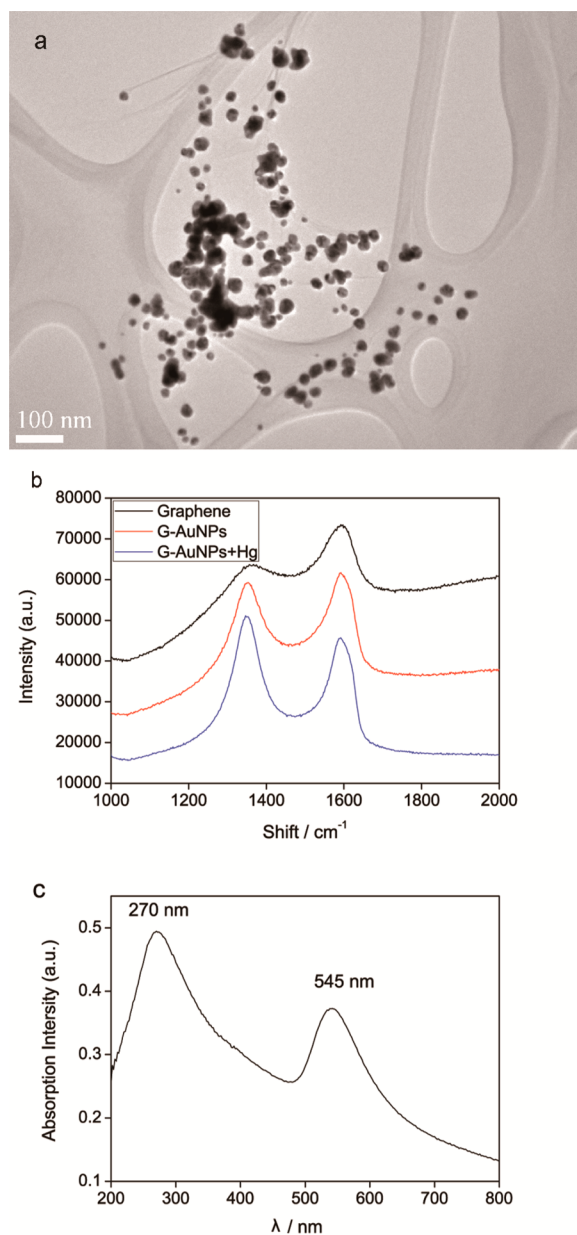 a
100 nm
b
80000
70000
60000
50000
40000
30000
20000
10000
Graphene
G-AuNPs
G-AuNPs+Hg
Intensity (a.u.)
1000 1200 1400 1600 1800 2000
Shift / cm⁻¹
c
270 nm
545 nm
0.5
0.4
0.3
0.2
0.1
Absorption Intersity (a.u.)
200 300 400 500 600 700 800
λ / nm